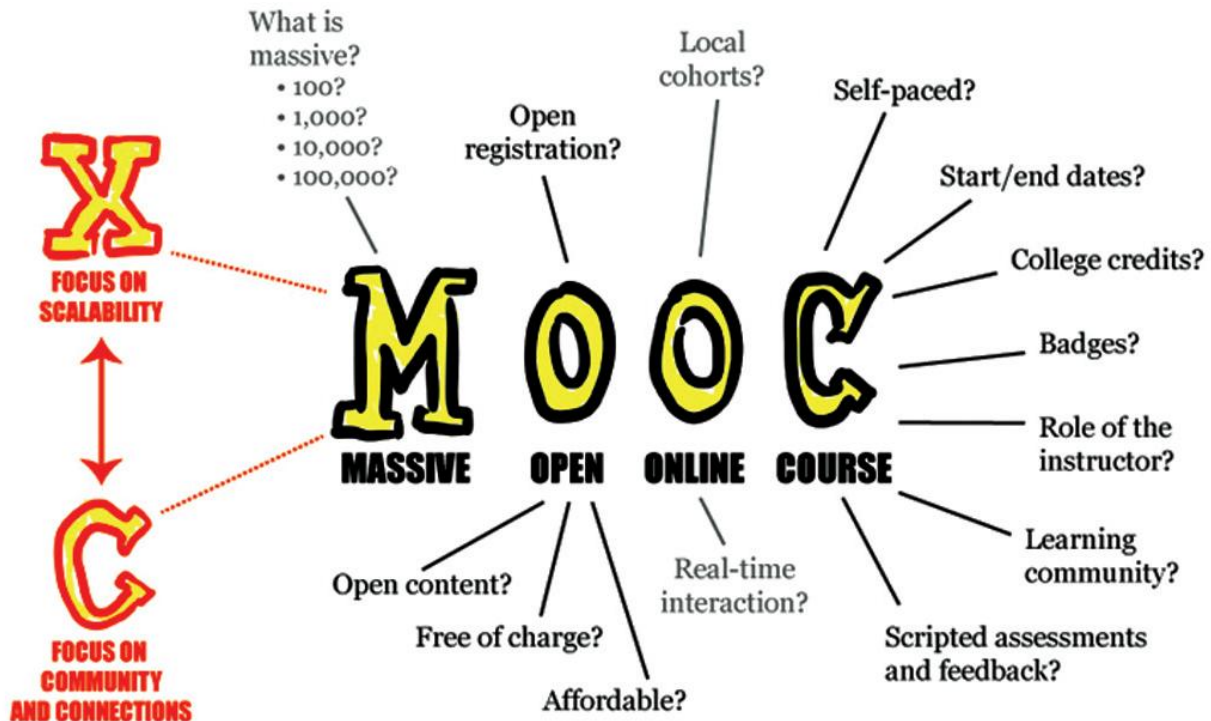 What is
massive?
• 100?
• 1,000?
• 10,000?
• 100,000?
Open
registration?
Local
cohorts?
Self-paced?
Start/end dates?
College credits?
Badges?
Role of the
instructor?
Learning
community?
Scripted assessments
and feedback?
X
FOCUS ON
SCALABILITY
C
FOCUS ON
COMMUNITY
AND CONNECTIONS
MOOC
MASSIVE OPEN ONLINE COURSE
Open content?
Free of charge?
Affordable?
Real-time
interaction?